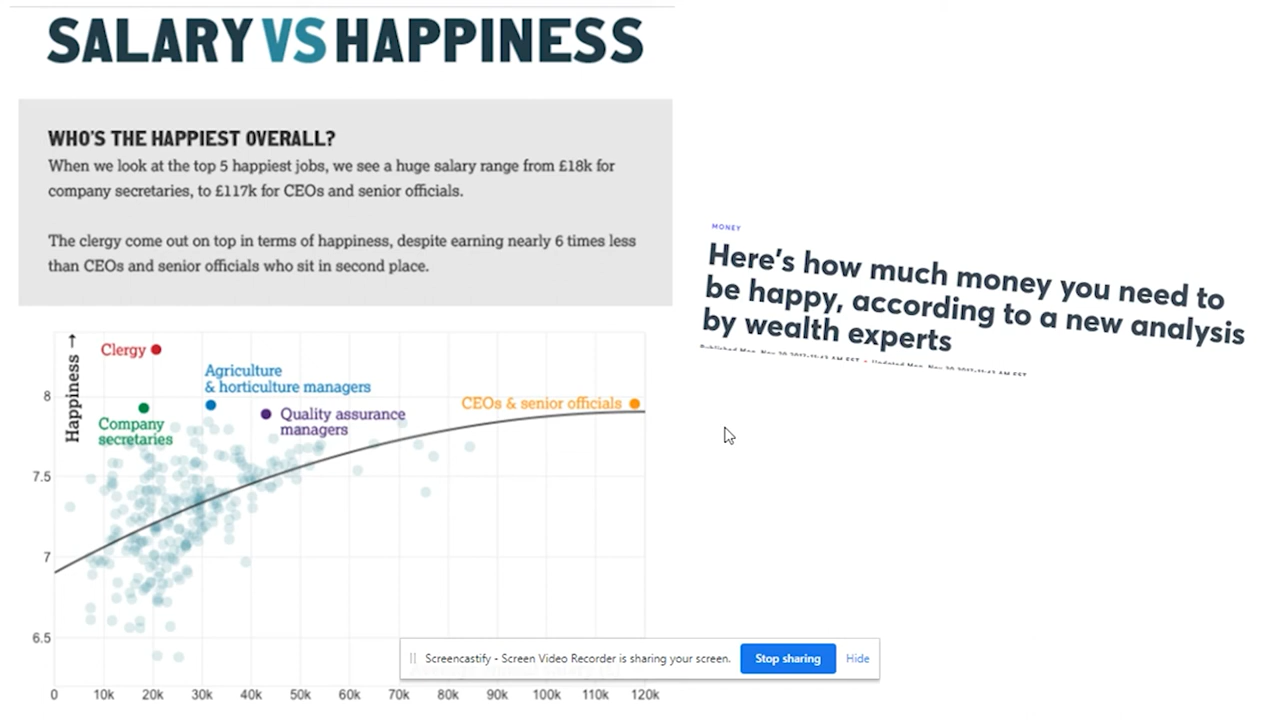 SALARY VS HAPPINESS
WHO'S THE HAPPIEST OVERALL?
When we look at the top 5 happiest jobs, we see a huge salary range from £18k for
company secretaries, to £117k for CEOs and senior officials.
The clergy come out on top in terms of happiness, despite earning nearly 6 times less
than CEOs and senior officials who sit in second place.
MONEY
Here's how much money you need to
be happy, according to a new analysis
by wealth experts
Happiness →
Clergy
Agriculture
& horticulture managers
8
CEOs & senior officials
Company
secretaries
Quality assurance
managers
7.5
7
6.5
Screencastify - Screen Video Recorder is sharing your screen.
Stop sharing
Hide
0 10k 20k 30k 40k 50k 60k 70k 80k 90k 100k 110k 120k